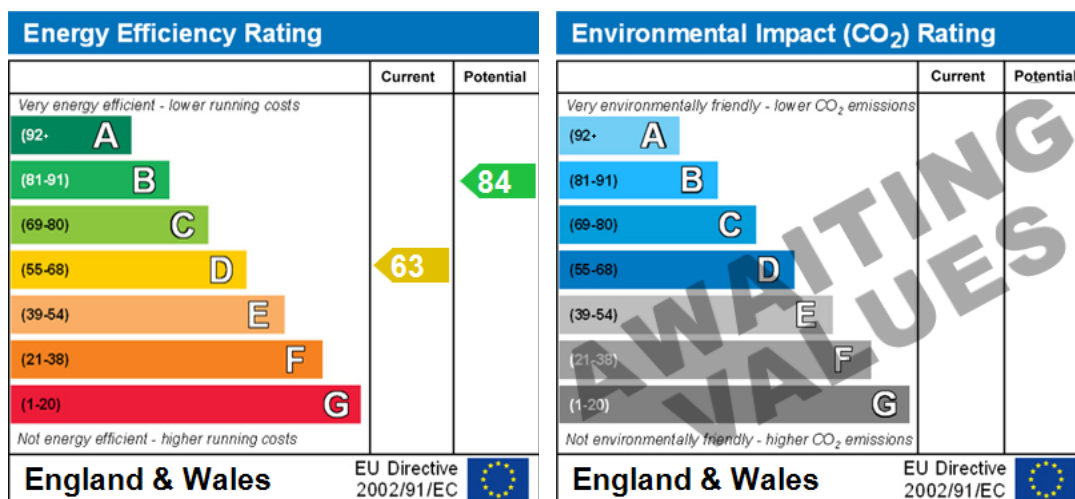 Energy Efficiency Rating
Current Potential
Very energy efficient - lower running costs
(92+ A
(81-91) B
84
(69-80) C
(55-68) D
63
(39-54) E
(21-38) F
(1-20) G
Not energy efficient - higher running costs
England & Wales
EU Directive
2002/91/EC
Environmental Impact (CO₂) Rating
Current Potential
Very environmentally friendly - lower CO₂ emissions
(92+ A
(81-91) B
(69-80) C
(55-68) D
(39-54) E
(21-38) F
(1-20) G
AWAITING
VALUES
Not environmentally friendly - higher CO₂ emissions
England & Wales
EU Directive
2002/91/EC